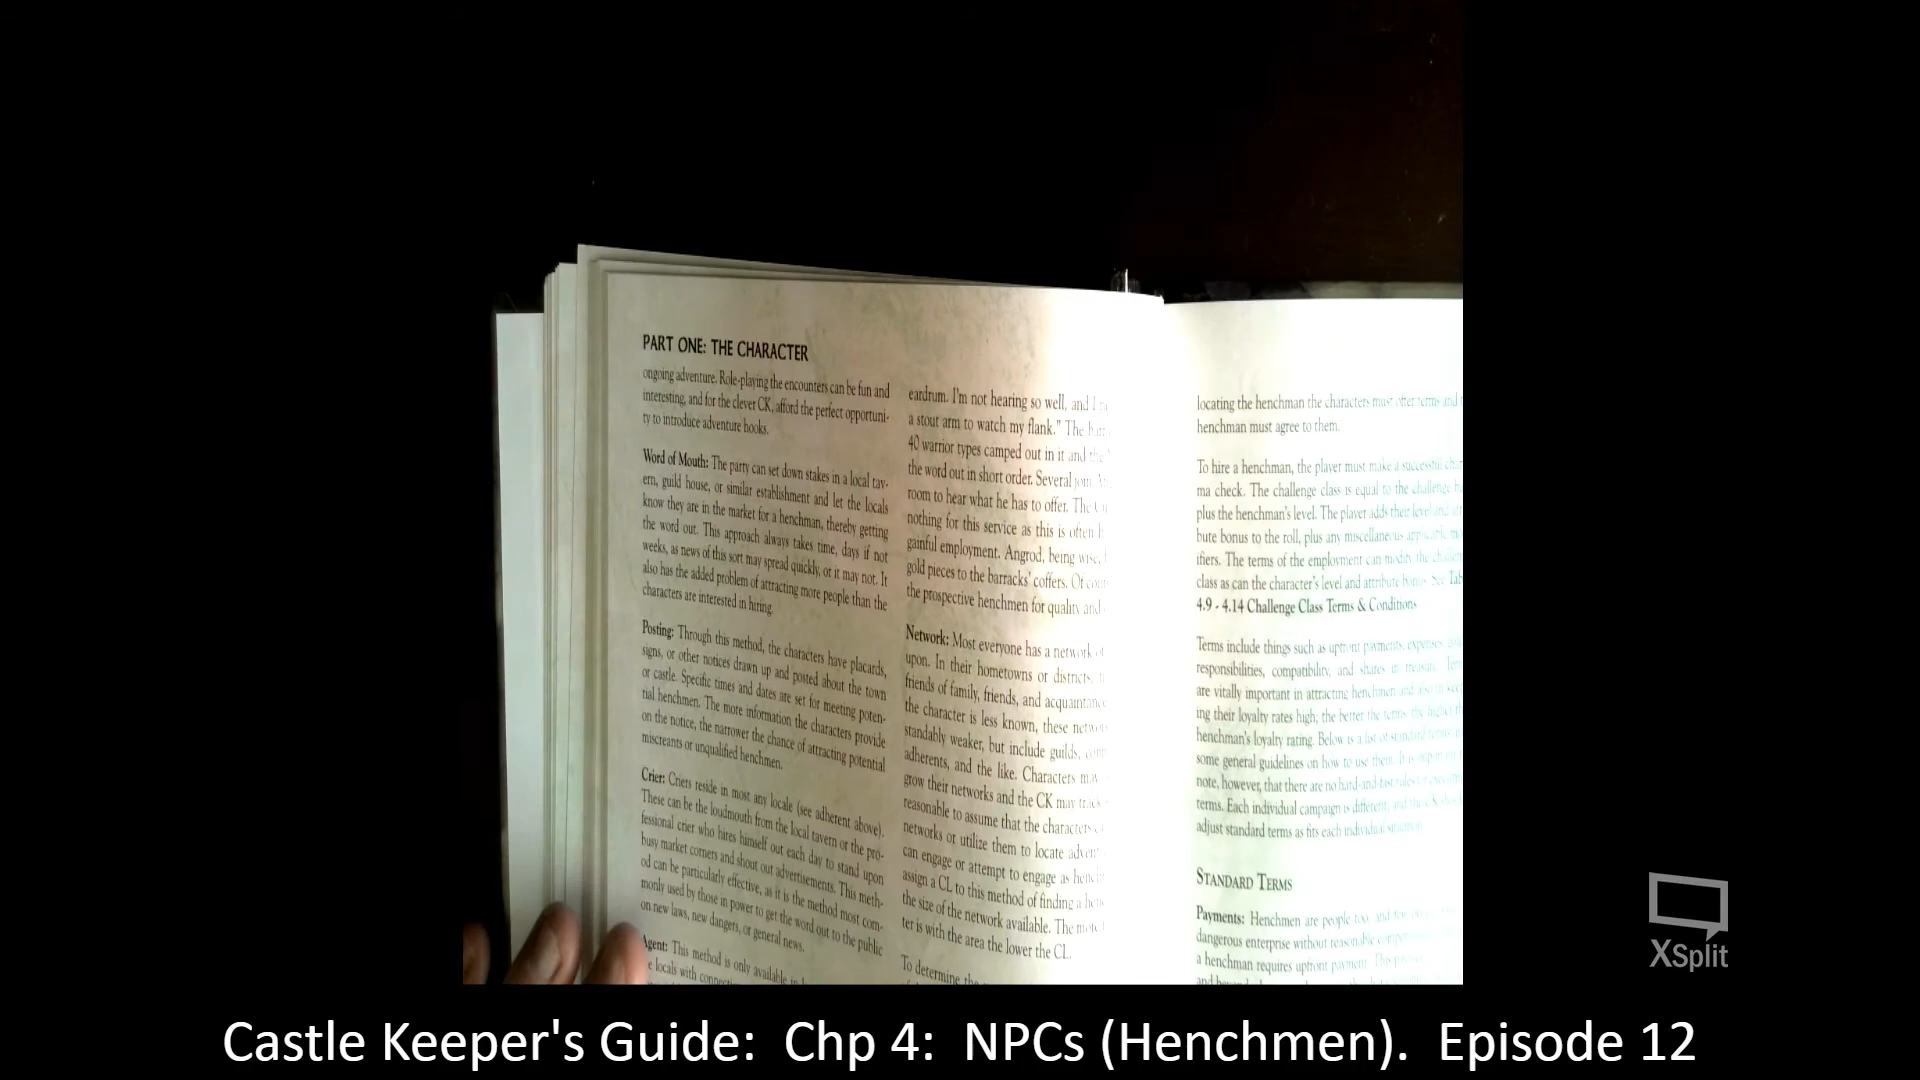 PART ONE: THE CHARACTER
ongoing adventure. Role-playing the encounters can be fun and
interesting, and for the clever CK, afford the perfect opportuni-
ty to introduce adventure hooks.
Word of Mouth: The party can set down stakes in a local tav-
ern, guild house, or similar establishment and let the locals
know they are in the market for a henchman, thereby getting
the word out. This approach always takes time, days if not
weeks, as news of this sort may spread quickly, or it may not. It
also has the added problem of attracting more people than the
characters are interested in hiring.
Posting: Through this method, the characters have placards,
signs, or other notices drawn up and posted about the town
or castle. Specific times and dates are set for meeting poten-
tial henchmen. The more information the characters provide
on the notice, the narrower the chance of attracting potential
miscreants or unqualified henchmen.
Crier: Criers reside in most any locale (see adherent above).
These can be the loudmouth from the local tavern or the pro-
fessional crier who hires himself out each day to stand upon
busy market corners and shout out advertisements. This meth-
od can be particularly effective, as it is the method most com-
monly used by those in power to get the word out to the public
on new laws, new dangers, or general news.
Agent: This method is only available in
locals with
eardrum. I'm not hearing so well, and I
a stout arm to watch my flank." The
40 warrior types camped out in it and the
the word out in short order. Several join
room to hear what he has to offer. The
nothing for this service as this is often
gainful employment. Angrod, being wise,
gold pieces to the barracks' coffers. Of
the prospective henchmen for quality and
Network: Most everyone has a network
upon. In their hometowns or districts,
friends of family, friends, and acquaintance
the character is less known, these
standably weaker, but include guilds,
adherents, and the like. Characters may
grow their networks and the CK may track
reasonable to assume that the characters
networks or utilize them to locate
can engage or attempt to engage as
assign a CL to this method of finding a
the size of the network available. The more
ter is with the area the lower the CL.
To determine the
locating the henchman the characters must offer terms and
henchman must agree to them.
To hire a henchman, the player must make a successful
ma check. The challenge class is equal to the challenge
plus the henchman's level. The player adds their level and
bute bonus to the roll, plus any miscellaneous applicable
ifiers. The terms of the employment can modify the
class as can the character's level and attribute bonus. See
4.9 - 4.14 Challenge Class Terms & Conditions
Terms include things such as upfront payments, expenses,
responsibilities, compatibility, and shares in treasure.
are vitally important in attracting henchmen and also in
ing their loyalty rates high; the better the terms, the higher
henchman's loyalty rating. Below is a list of standard terms
some general guidelines on how to use them. It is
note, however, that there are no hard-and-fast rules
terms. Each individual campaign is different, and the CK should
adjust standard terms as fits each individual situation.
STANDARD TERMS
Payments: Henchmen are people too, and few
dangerous enterprise without reasonable
a henchman requires upfront payment. This
and
XSplit
Castle Keeper's Guide: Chp 4: NPCs (Henchmen). Episode 12